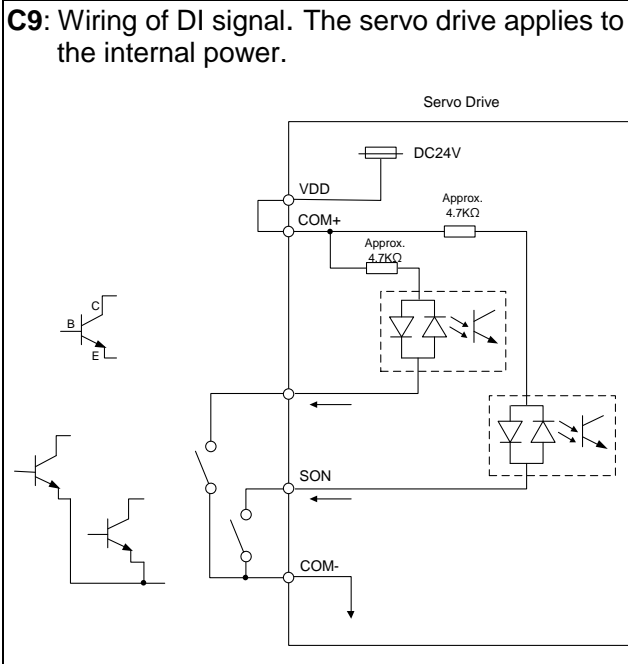 C9: Wiring of DI signal. The servo drive applies to
the internal power.
Servo Drive
DC24V
VDD
Approx.
4.7KΩ
COM+
Approx.
4.7KΩ
C
B
E
SON
COM-